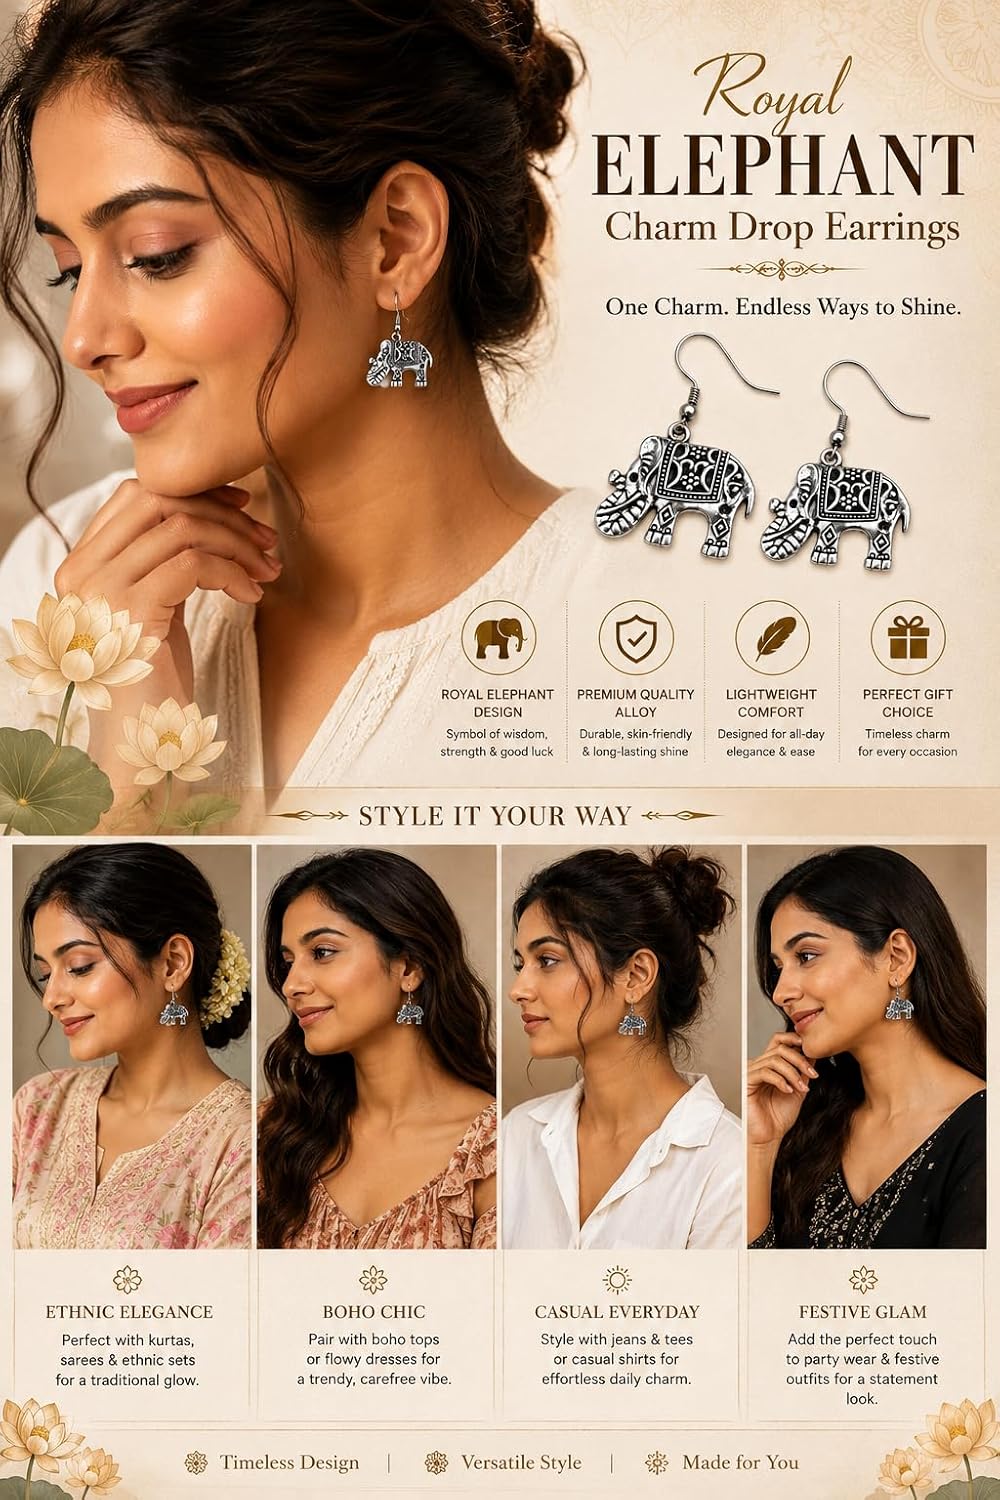 Royal
ELEPHANT
Charm Drop Earrings
One Charm. Endless Ways to Shine.
ROYAL ELEPHANT
DESIGN
Symbol of wisdom,
strength & good luck
PREMIUM QUALITY
ALLOY
Durable, skin-friendly
& long-lasting shine
LIGHTWEIGHT
COMFORT
Designed for all-day
elegance & ease
PERFECT GIFT
CHOICE
Timeless charm
for every occasion
STYLE IT YOUR WAY
ETHNIC ELEGANCE
Perfect with kurtas,
sarees & ethnic sets
for a traditional glow.
BOHO CHIC
Pair with boho tops
or flowy dresses for
a trendy, carefree vibe.
CASUAL EVERYDAY
Style with jeans & tees
or casual shirts for
effortless daily charm.
FESTIVE GLAM
Add the perfect touch
to party wear & festive
outfits for a statement
look.
Timeless Design | Versatile Style | Made for You